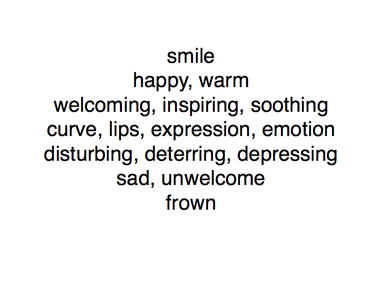 smile
happy, warm
welcoming, inspiring, soothing
curve, lips, expression, emotion
disturbing, deterring, depressing
sad, unwelcome
frown